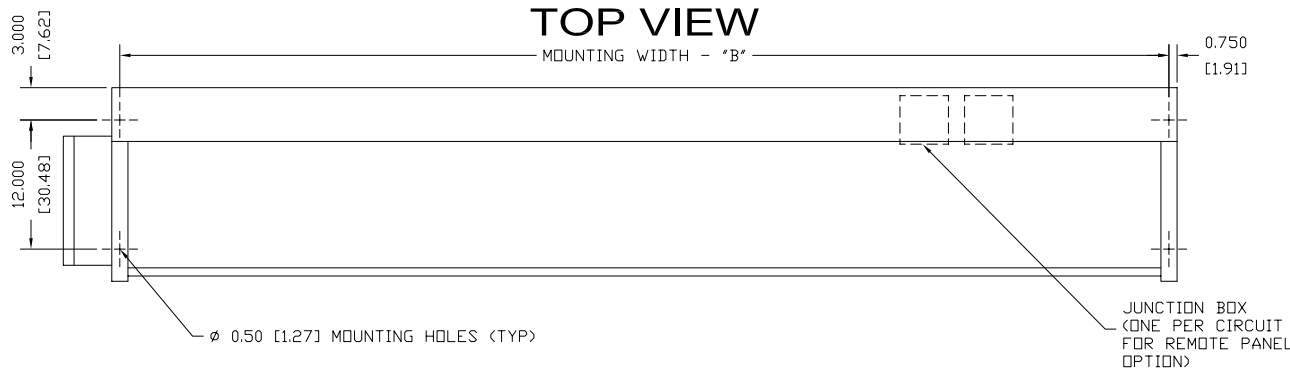 TOP VIEW
MOUNTING WIDTH - "B"
3.000
[7.62]
0.750
[1.91]
12.000
[30.48]
ø 0.50 [1.27] MOUNTING HOLES (TYP)
JUNCTION BOX
(ONE PER CIRCUIT
FOR REMOTE PANEL
OPTION)